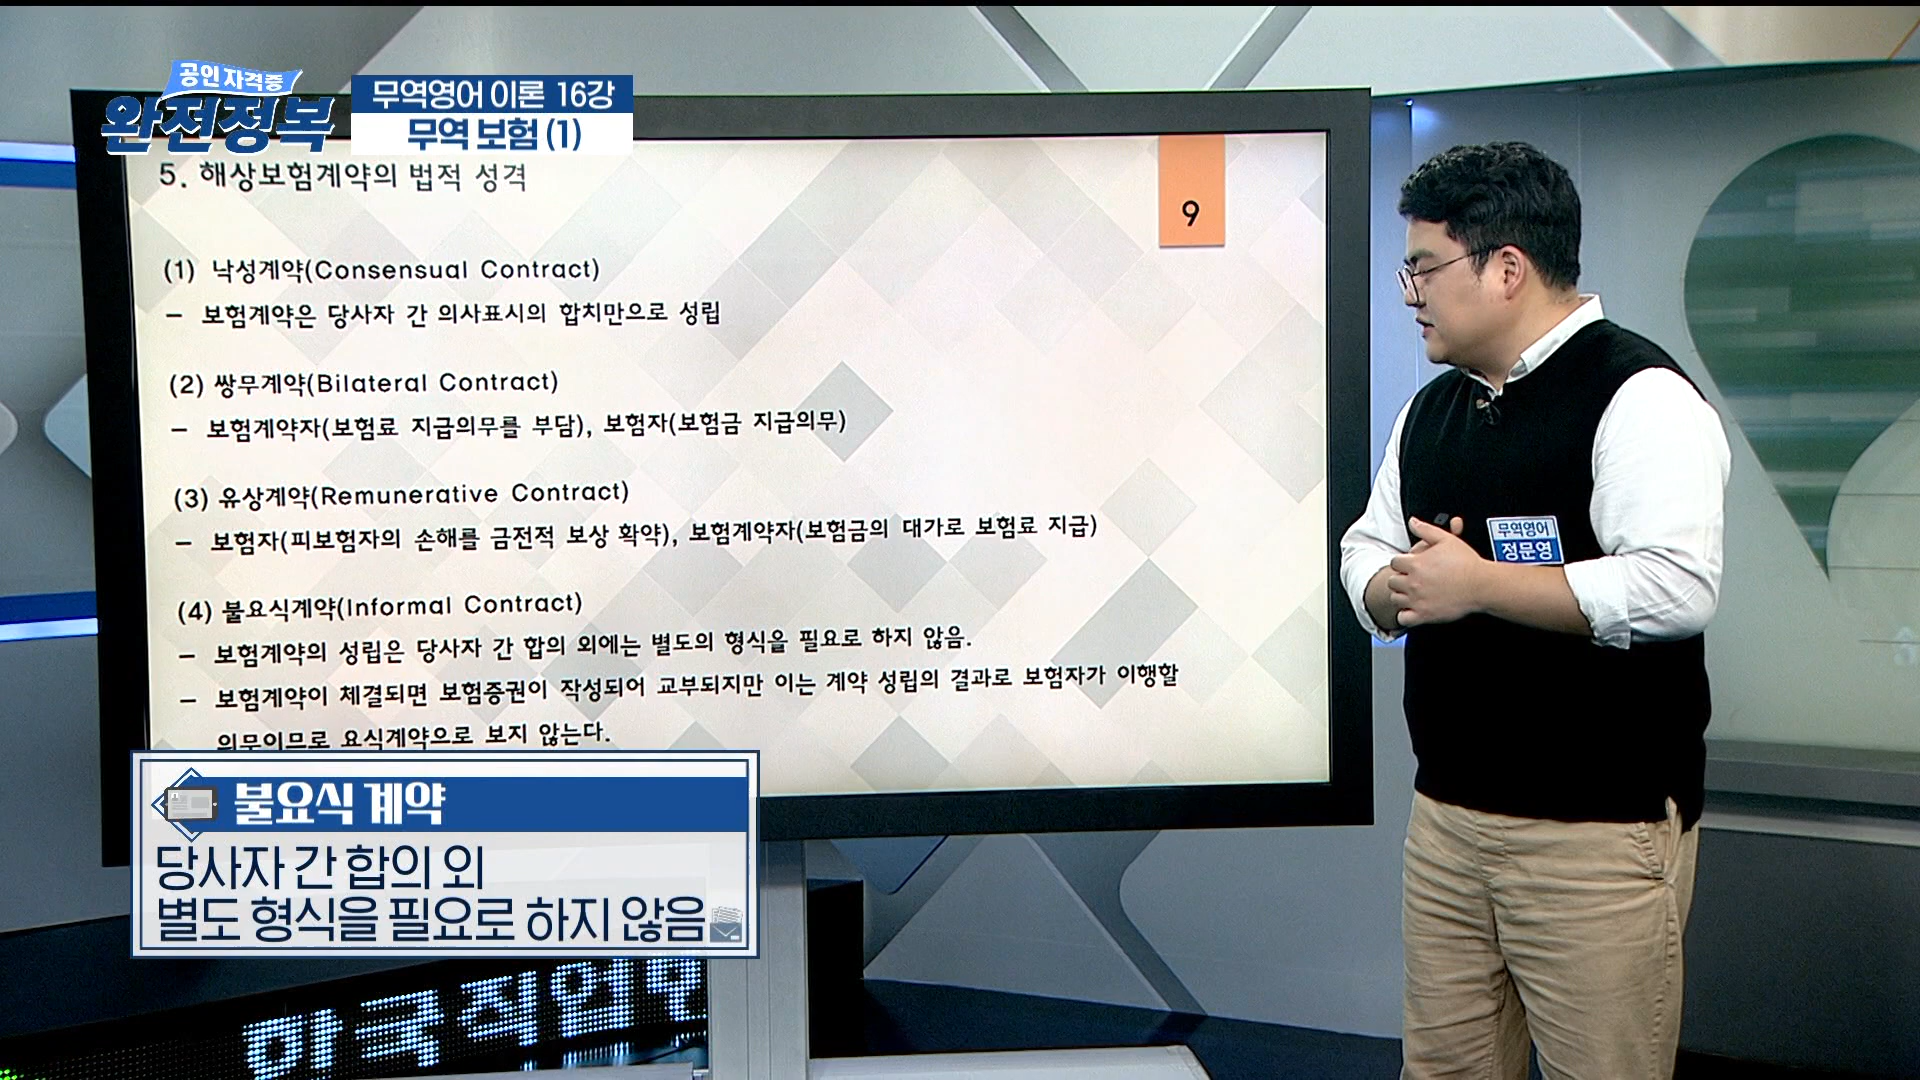 공인 자격증
완전정복
무역영어 이론 16강
무역 보험 (1)
5. 해상보험계약의 법적 성격
9
(1) 낙성계약(Consensual Contract)
- 보험계약은 당사자 간 의사표시의 합치만으로 성립
(2) 쌍무계약(Bilateral Contract)
- 보험계약자(보험료 지급의무를 부담), 보험자(보험금 지급의무)
(3) 유상계약(Remunerative Contract)
- 보험자(피보험자의 손해를 금전적 보상 확약), 보험계약자(보험금의 대가로 보험료 지급)
(4) 불요식계약(Informal Contract)
- 보험계약의 성립은 당사자 간 합의 외에는 별도의 형식을 필요로 하지 않음.
- 보험계약이 체결되면 보험증권이 작성되어 교부되지만 이는 계약 성립의 결과로 보험자가 이행할
의무이므로 요식계약으로 보지 않는다.
무역영어
정문영
불요식 계약
당사자 간 합의 외
별도 형식을 필요로 하지 않음
한국직업